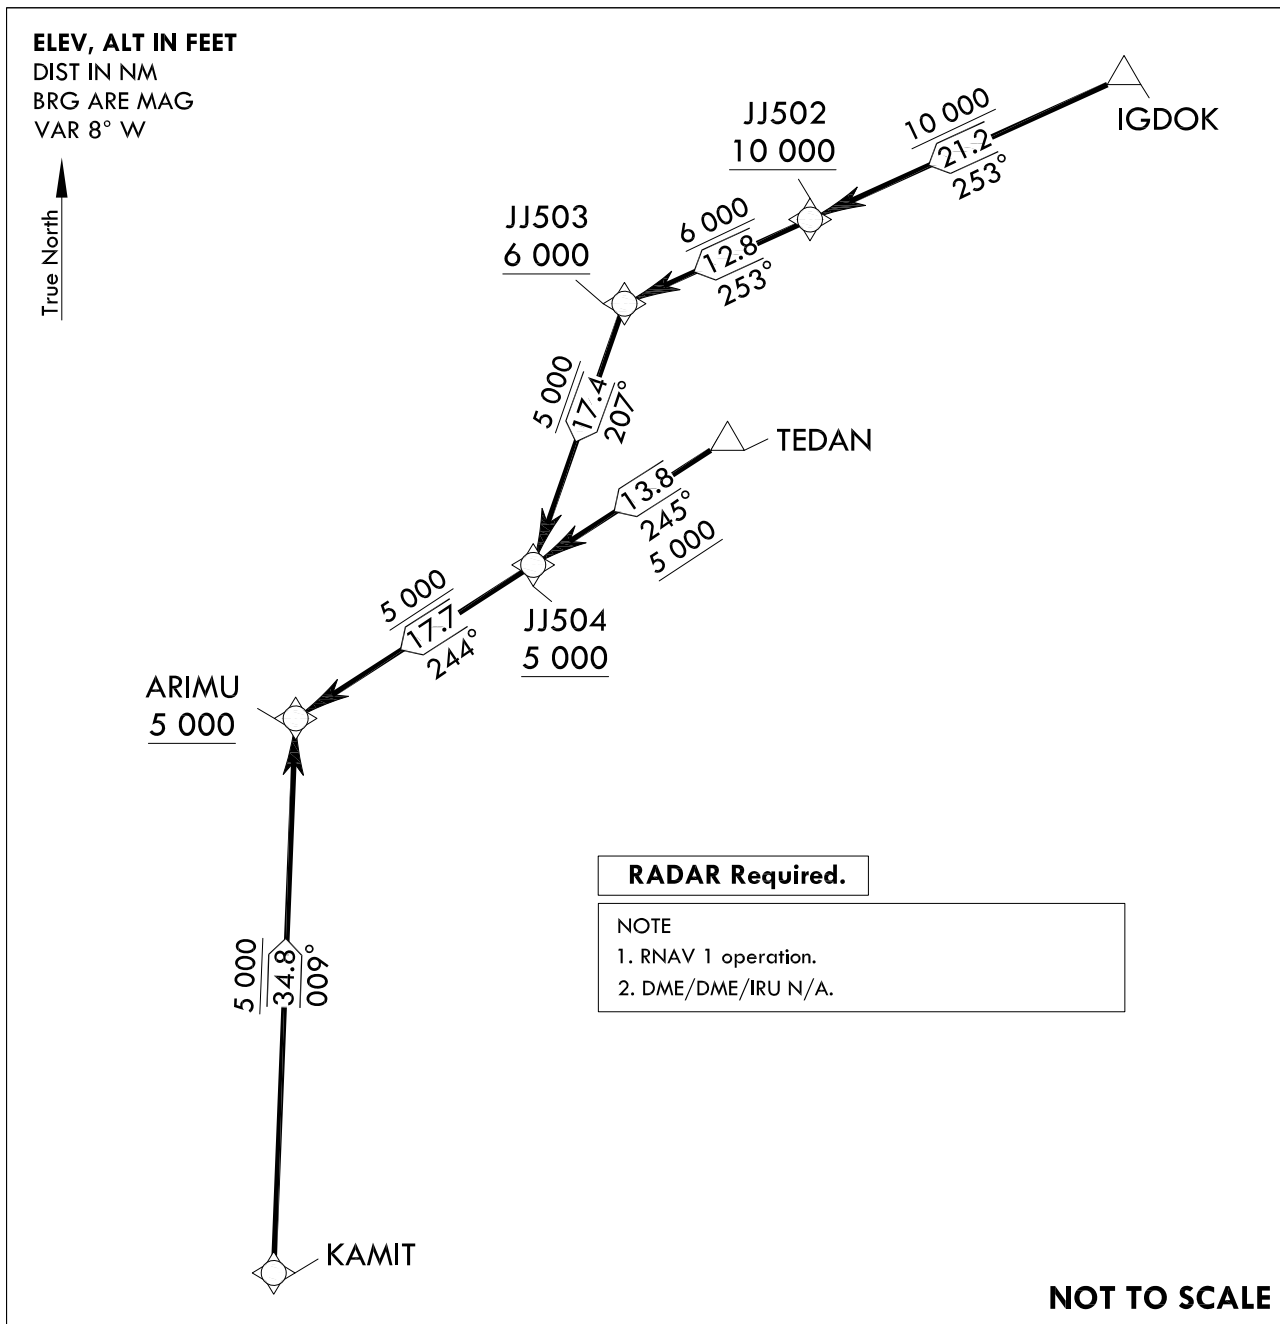 ELEV, ALT IN FEET
DIST IN NM
BRG ARE MAG
VAR 8° W
True North
IGDOK
10 000
21.2
253°
JJ502
10 000
6 000
12.8
253°
JJ503
6 000
5 000
17.4
207°
TEDAN
13.8
245°
5 000
JJ504
5 000
5 000
17.7
244°
ARIMU
5 000
5 000
34.8
009°
KAMIT
RADAR Required.
NOTE
1. RNAV 1 operation.
2. DME/DME/IRU N/A.
NOT TO SCALE